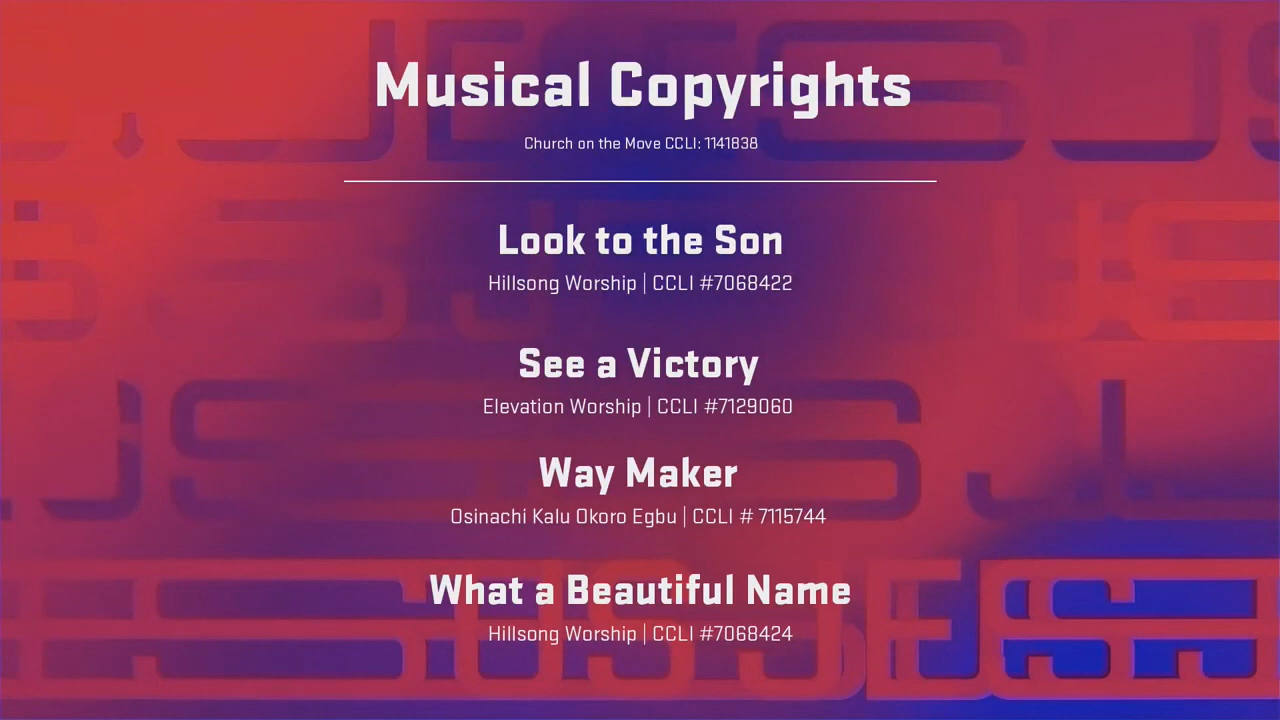 Musical Copyrights
Church on the Move CCLI: 1141838
Look to the Son
Hillsong Worship | CCLI #7068422
See a Victory
Elevation Worship | CCLI #7129060
Way Maker
Osinachi Kalu Okoro Egbu | CCLI # 7115744
What a Beautiful Name
Hillsong Worship | CCLI #7068424